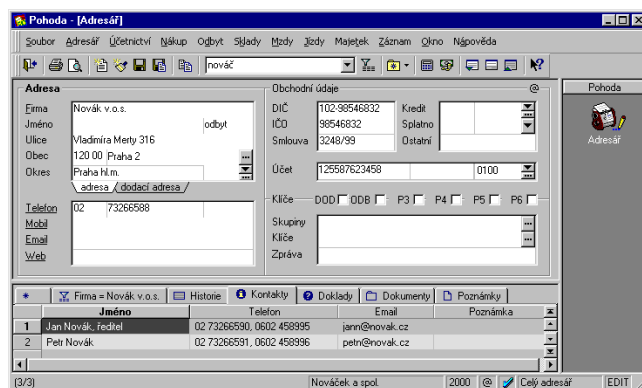 Pohoda - [Adresář]
Soubor Adresář Účetnictví Nákup Odbyt Sklady Mzdy Jízdy Majetek Záznam Okno Nápověda
nováč
Adresa
Firma Novák v.o.s.
Jméno odbyt
Ulice Vladimíra Merty 316
Obec 120 00 Praha 2
Okres Praha hl.m.
adresa dodací adresa
Telefon 02 73266588
Mobil
Email
Web
Obchodní údaje @
DIČ 102-98546832 Kredit
IČO 98546832 Splatno
Smlouva 3248/99 Ostatní
Účet 125587623458 0100
Klíče DOD ODB P3 P4 P5 P6
Skupiny
Klíče
Zpráva
Pohoda
Adresář
* Firma = Novák v.o.s. Historie Kontakty Doklady Dokumenty Poznámky
Jméno Telefon Email Poznámka
1 Jan Novák, ředitel 02 73266590, 0602 458995 jann@novak.cz
2 Petr Novák 02 73266591, 0602 458996 petn@novak.cz
(3/3) Nováček a spol. 2000 @ Celý adresář EDIT